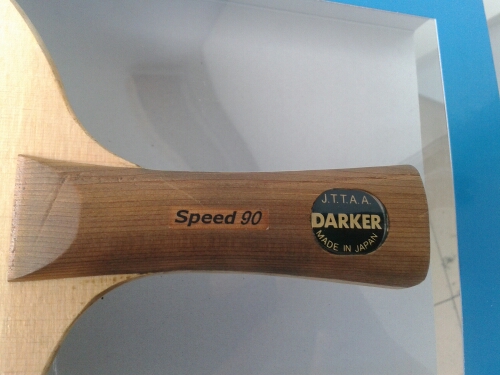 Speed 90
J.T.T.A.A.
DARKER
MADE IN JAPAN